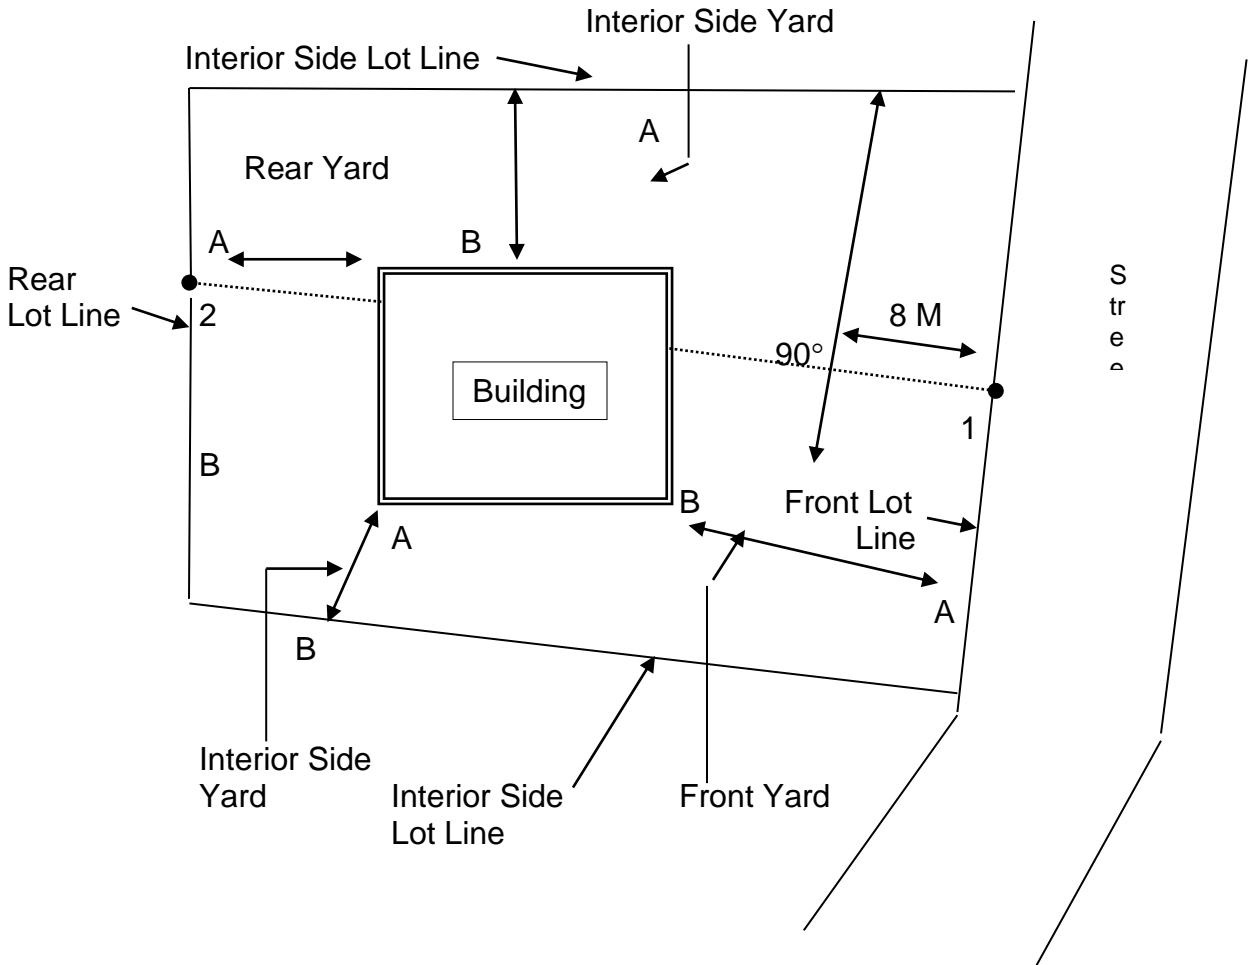 Interior Side Yard
Interior Side Lot Line
A
Rear Yard
A
B
Rear
Lot Line
2
S
tr
e
e
8 M
90°
Building
1
B
B
Front Lot
Line
A
A
B
Interior Side
Yard
Interior Side
Lot Line
Front Yard